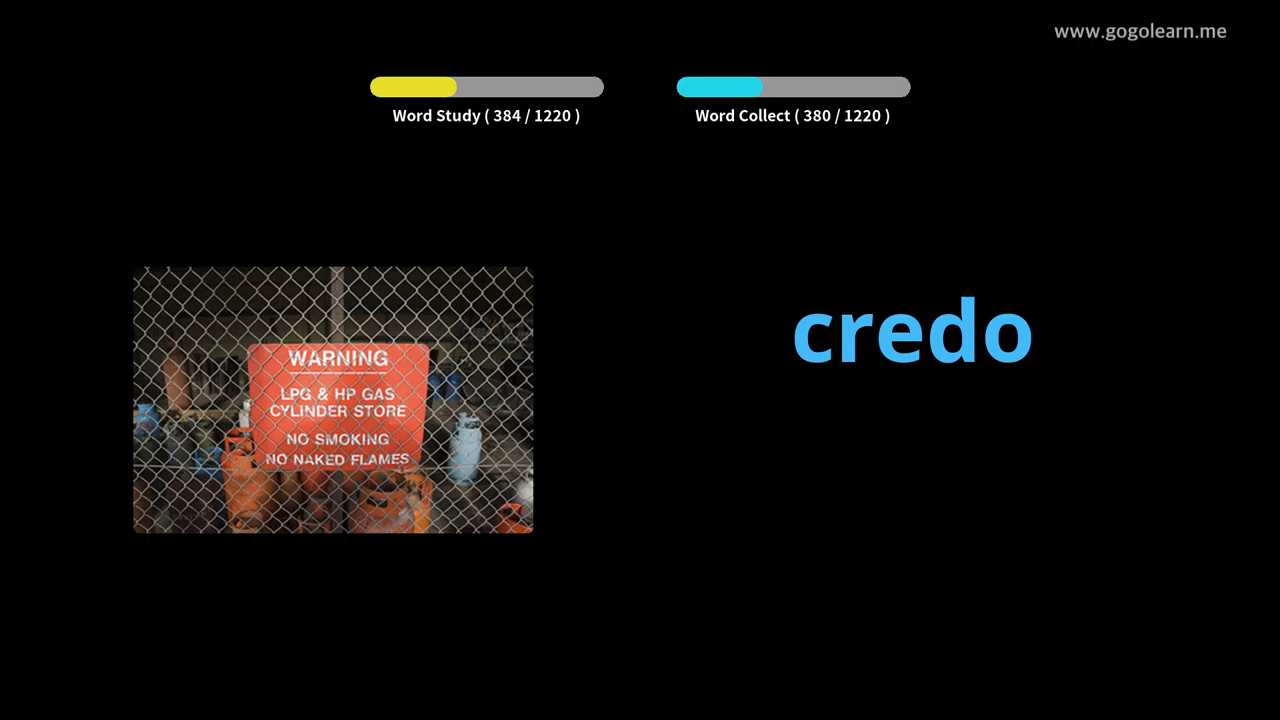 www.gogolearn.me
Word Study ( 384 / 1220 )
Word Collect ( 380 / 1220 )
WARNING
LPG & HP GAS
CYLINDER STORE
NO SMOKING
NO NAKED FLAMES
credo